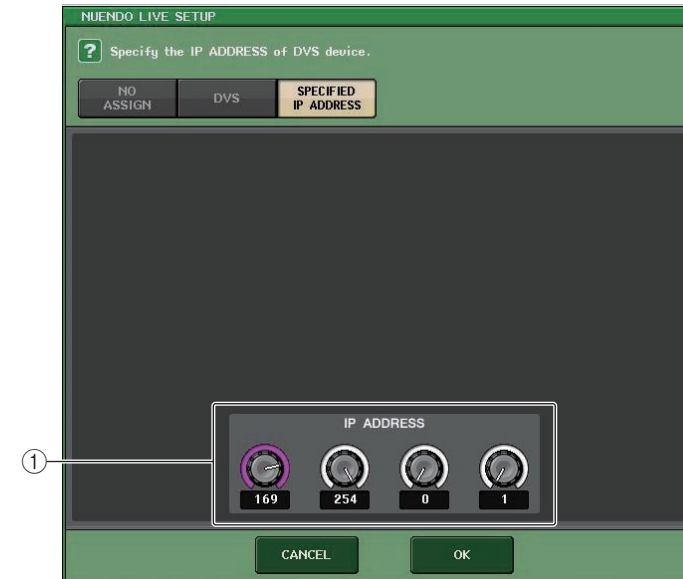 NUENDO LIVE SETUP
? Specify the IP ADDRESS of DVS device.
NO ASSIGN
DVS
SPECIFIED IP ADDRESS
IP ADDRESS
1
169 254 0 1
CANCEL OK